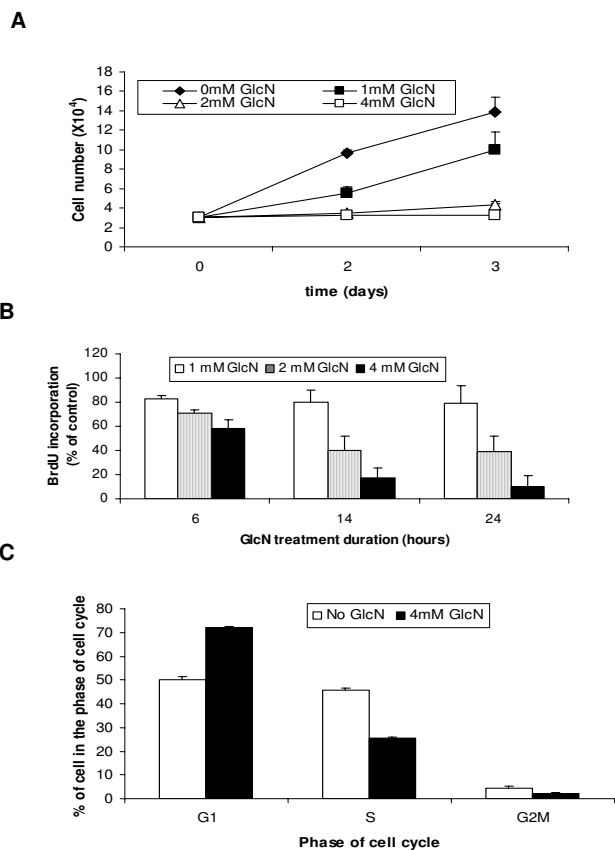 A
Cell number (X10⁴)
18
16
14
12
10
8
6
4
2
0
0mM GlcN
1mM GlcN
2mM GlcN
4mM GlcN
0
2
3
time (days)
B
BrdU incorporation
(% of control)
120
100
80
60
40
20
0
1 mM GlcN
2 mM GlcN
4 mM GlcN
6
14
24
GlcN treatment duration (hours)
C
% of cell in the phase of cell cycle
80
70
60
50
40
30
20
10
0
No GlcN
4mM GlcN
G1
S
G2M
Phase of cell cycle